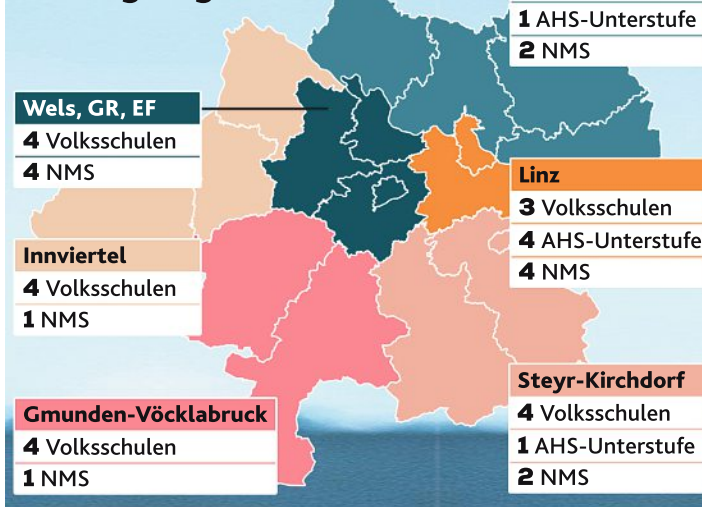 1 AHS-Unterstufe
2 NMS
Wels, GR, EF
4 Volksschulen
4 NMS
Linz
3 Volksschulen
4 AHS-Unterstufe
4 NMS
Innviertel
4 Volksschulen
1 NMS
Steyr-Kirchdorf
4 Volksschulen
1 AHS-Unterstufe
2 NMS
Gmunden-Vöcklabruck
4 Volksschulen
1 NMS